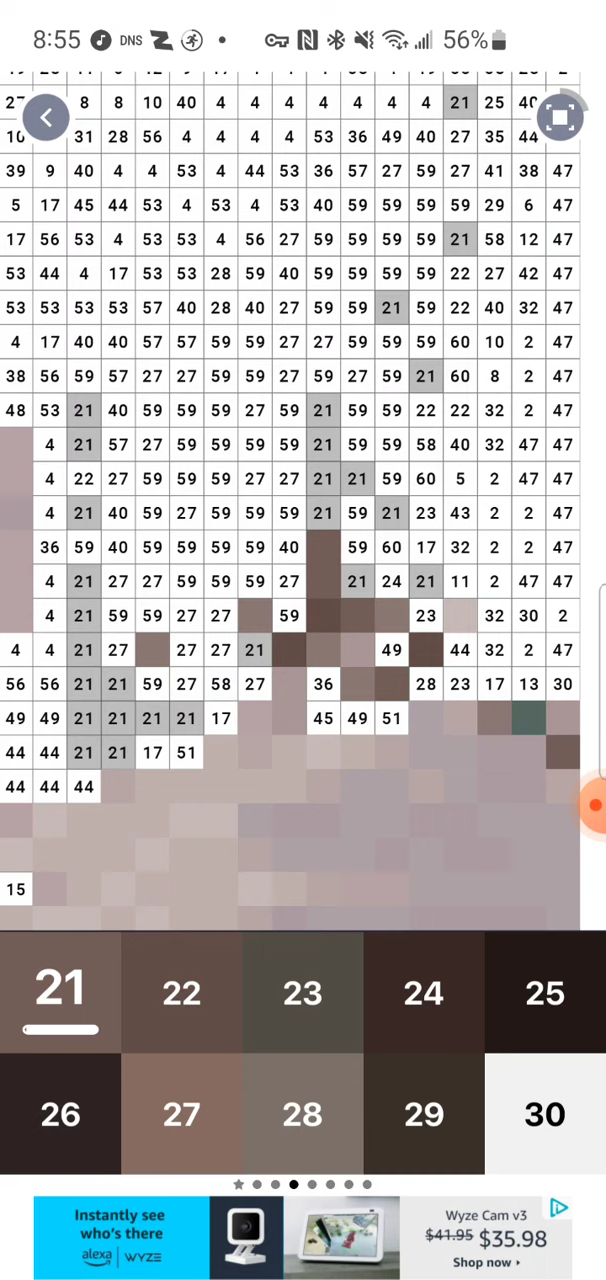 8:55 DNS 56%
27 8 8 10 40 4 4 4 4 4 4 4 21 25 40
10 31 28 56 4 4 4 4 53 36 49 40 27 35 44
39 9 40 4 4 53 4 44 53 36 57 27 59 27 41 38 47
5 17 45 44 53 4 53 4 53 40 59 59 59 59 29 6 47
17 56 53 4 53 53 4 56 27 59 59 59 59 21 58 12 47
53 44 4 17 53 53 28 59 40 59 59 59 59 22 27 42 47
53 53 53 53 57 40 28 40 27 59 59 21 59 22 40 32 47
4 17 40 40 57 57 59 59 27 27 59 59 59 60 10 2 47
38 56 59 57 27 27 59 59 27 59 27 59 21 60 8 2 47
48 53 21 40 59 59 59 27 59 21 59 59 22 22 32 2 47
4 21 57 27 59 59 59 59 21 59 59 58 40 32 47 47
4 22 27 59 59 59 27 27 21 21 59 60 5 2 47 47
4 21 40 59 27 59 59 59 21 59 21 23 43 2 2 47
36 59 40 59 59 59 59 40 59 60 17 32 2 2 47
4 21 27 27 59 59 59 27 21 24 21 11 2 47 47
4 21 59 59 27 27 59 23 32 30 2
4 4 21 27 27 27 21 49 44 32 2 47
56 56 21 21 59 27 58 27 36 28 23 17 13 30
49 49 21 21 21 21 17 45 49 51
44 44 21 21 17 51
44 44 44
15
21 22 23 24 25
26 27 28 29 30
Instantly see
who's there
alexa WYZE
Wyze Cam v3
$41.95 $35.98
Shop now